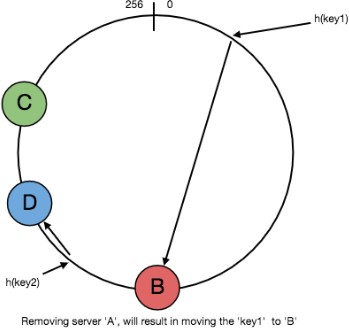 256 0
h(key1)
C
D
h(key2)
B
Removing server 'A', will result in moving the 'key1' to 'B'